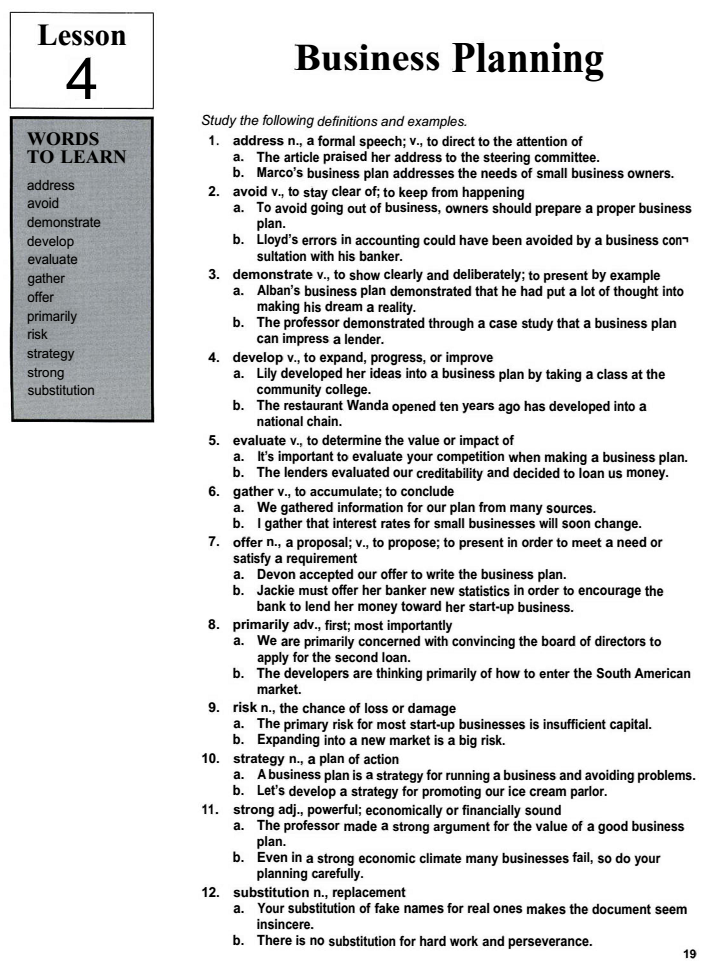 Lesson
4
Business Planning
WORDS
TO LEARN
address
avoid
demonstrate
develop
evaluate
gather
offer
primarily
risk
strategy
strong
substitution
Study the following definitions and examples.
1. address n., a formal speech; v., to direct to the attention of
a. The article praised her address to the steering committee.
b. Marco's business plan addresses the needs of small business owners.
2. avoid v., to stay clear of; to keep from happening
a. To avoid going out of business, owners should prepare a proper business
plan.
b. Lloyd's errors in accounting could have been avoided by a business con¬
sultation with his banker.
3. demonstrate v., to show clearly and deliberately; to present by example
a. Alban's business plan demonstrated that he had put a lot of thought into
making his dream a reality.
b. The professor demonstrated through a case study that a business plan
can impress a lender.
4. develop v., to expand, progress, or improve
a. Lily developed her ideas into a business plan by taking a class at the
community college.
b. The restaurant Wanda opened ten years ago has developed into a
national chain.
5. evaluate v., to determine the value or impact of
a. It's important to evaluate your competition when making a business plan.
b. The lenders evaluated our creditability and decided to loan us money.
6. gather v., to accumulate; to conclude
a. We gathered information for our plan from many sources.
b. I gather that interest rates for small businesses will soon change.
7. offer n., a proposal; v., to propose; to present in order to meet a need or
satisfy a requirement
a. Devon accepted our offer to write the business plan.
b. Jackie must offer her banker new statistics in order to encourage the
bank to lend her money toward her start-up business.
8. primarily adv., first; most importantly
a. We are primarily concerned with convincing the board of directors to
apply for the second loan.
b. The developers are thinking primarily of how to enter the South American
market.
9. risk n., the chance of loss or damage
a. The primary risk for most start-up businesses is insufficient capital.
b. Expanding into a new market is a big risk.
10. strategy n., a plan of action
a. A business plan is a strategy for running a business and avoiding problems.
b. Let's develop a strategy for promoting our ice cream parlor.
11. strong adj., powerful; economically or financially sound
a. The professor made a strong argument for the value of a good business
plan.
b. Even in a strong economic climate many businesses fail, so do your
planning carefully.
12. substitution n., replacement
a. Your substitution of fake names for real ones makes the document seem
insincere.
b. There is no substitution for hard work and perseverance.
19